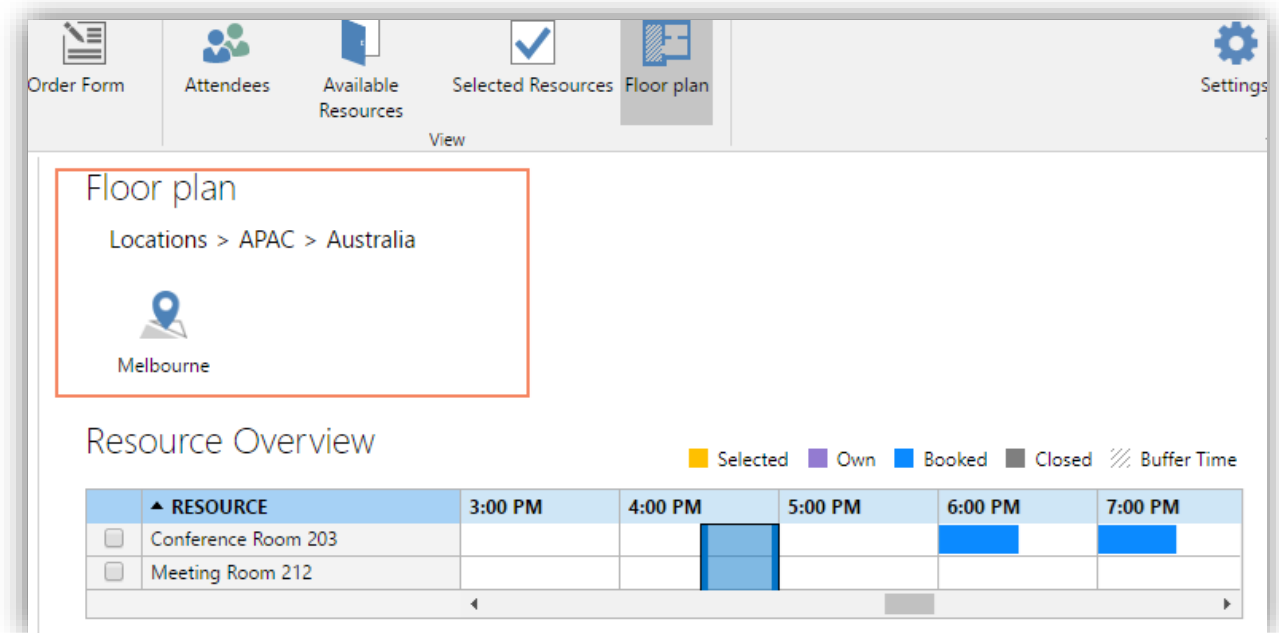 Order Form
Attendees
Available
Resources
Selected Resources
Floor plan
Settings
View
Floor plan
Locations > APAC > Australia
Melbourne
Resource Overview
Selected Own Booked Closed Buffer Time
RESOURCE 3:00 PM 4:00 PM 5:00 PM 6:00 PM 7:00 PM
Conference Room 203
Meeting Room 212